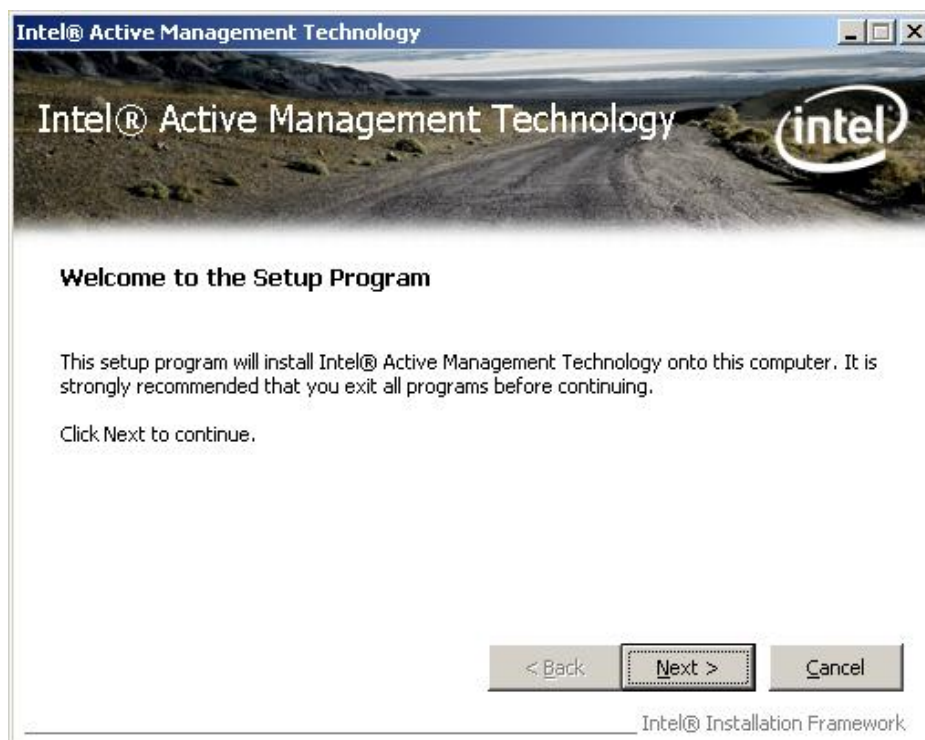 Intel® Active Management Technology
Intel® Active Management Technology
intel
Welcome to the Setup Program
This setup program will install Intel® Active Management Technology onto this computer. It is
strongly recommended that you exit all programs before continuing.
Click Next to continue.
< Back
Next >
Cancel
Intel® Installation Framework